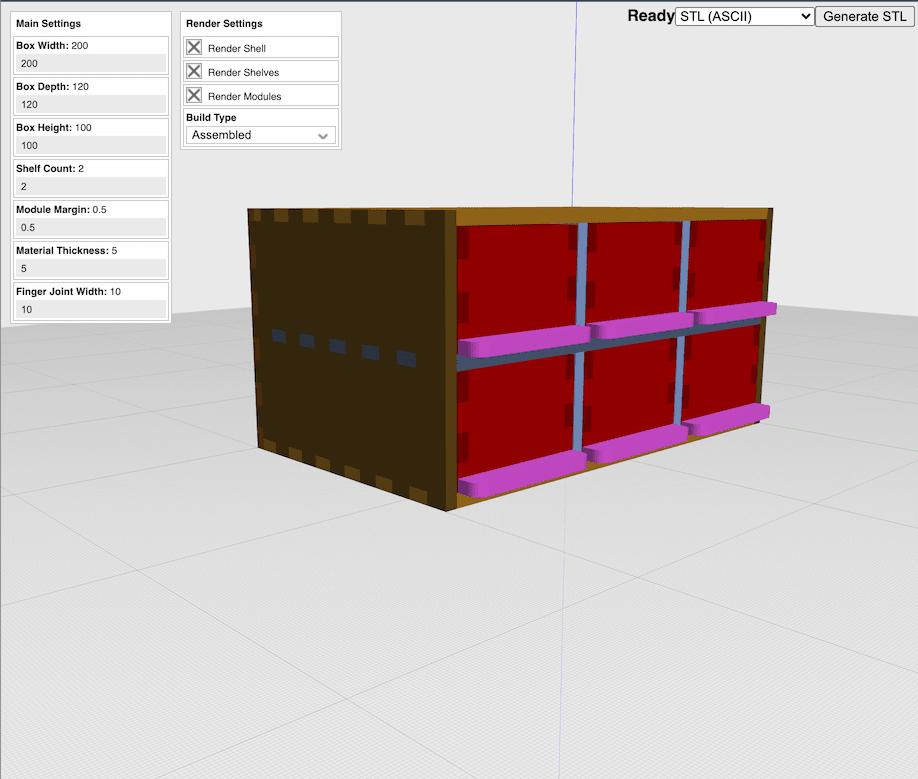 Main Settings
Box Width: 200
200
Box Depth: 120
120
Box Height: 100
100
Shelf Count: 2
2
Module Margin: 0.5
0.5
Material Thickness: 5
5
Finger Joint Width: 10
10
Render Settings
Render Shell
Render Shelves
Render Modules
Build Type
Assembled
Ready STL (ASCII) Generate STL